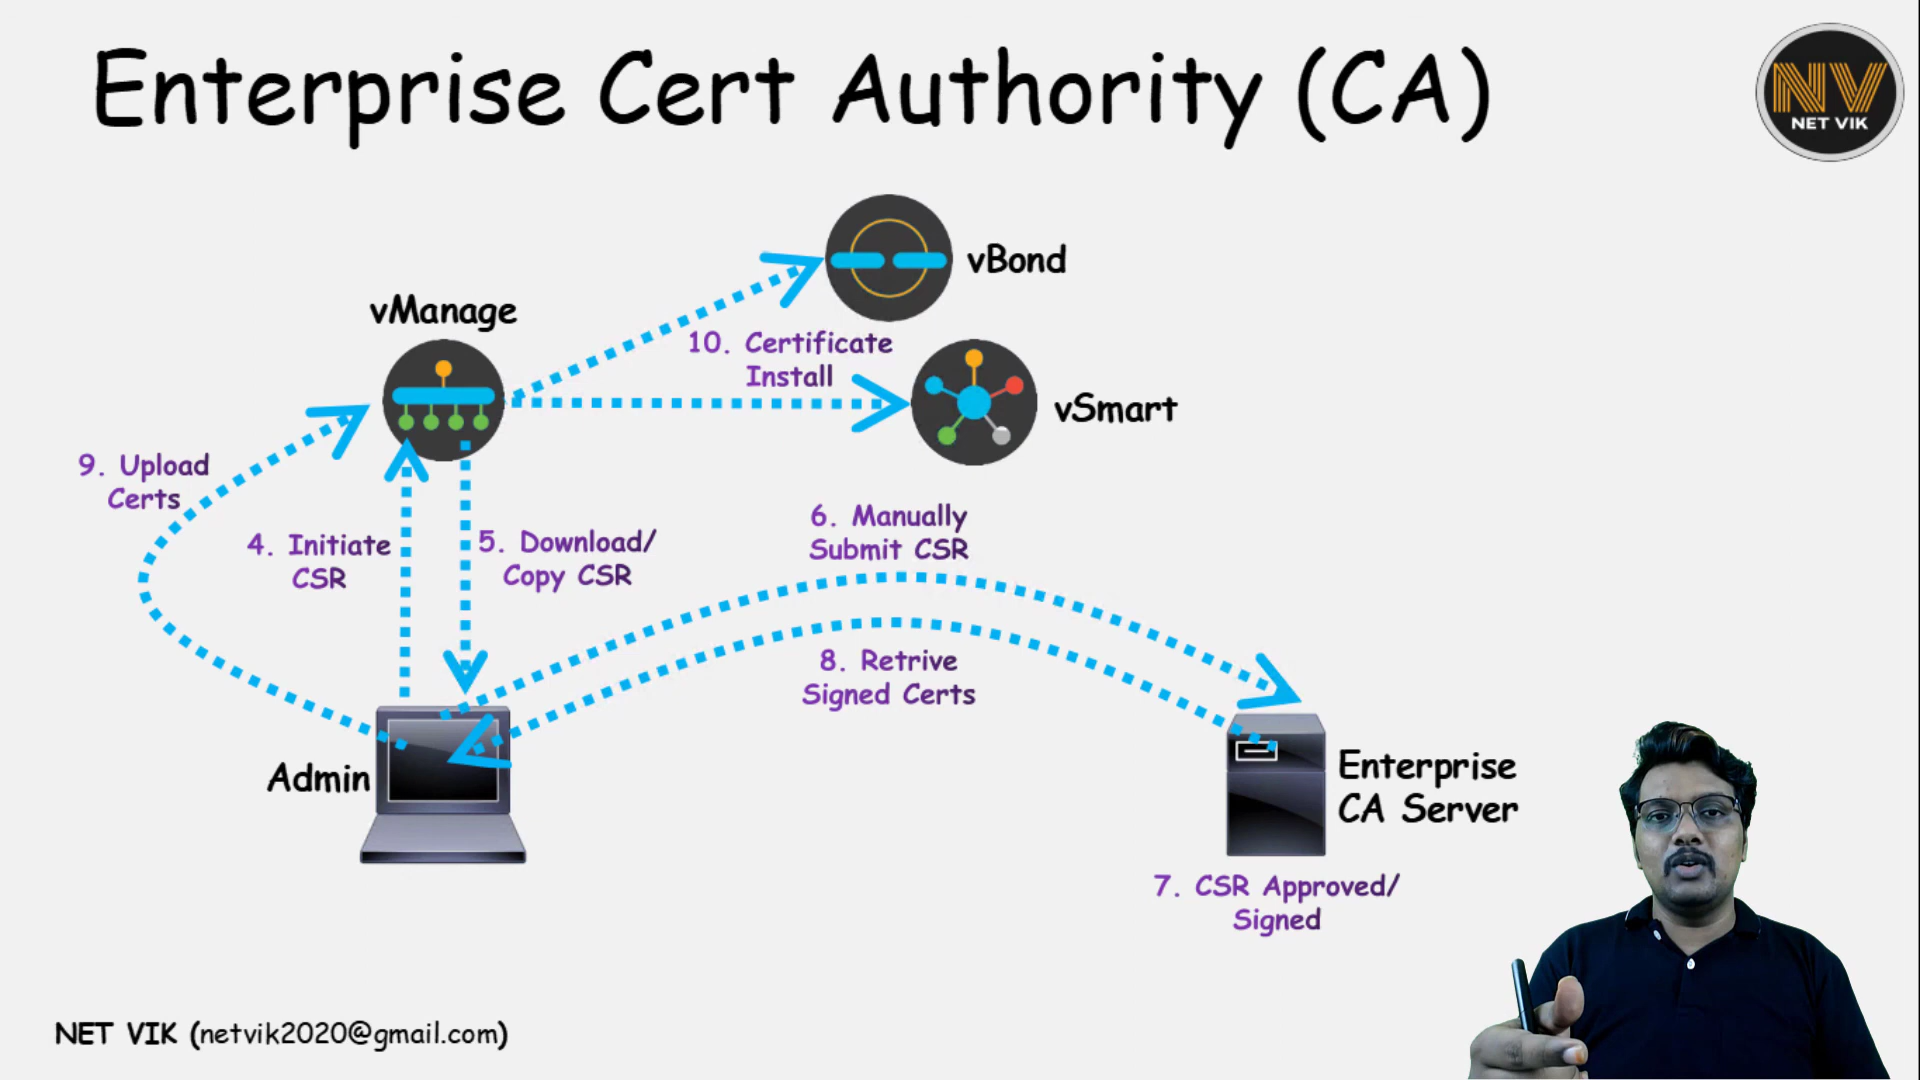 Enterprise Cert Authority (CA)
NV
NET VIK
vBond
vManage
10. Certificate
Install
vSmart
9. Upload
Certs
4. Initiate
CSR
5. Download/
Copy CSR
6. Manually
Submit CSR
8. Retrive
Signed Certs
Admin
Enterprise
CA Server
7. CSR Approved/
Signed
NET VIK (netvik2020@gmail.com)